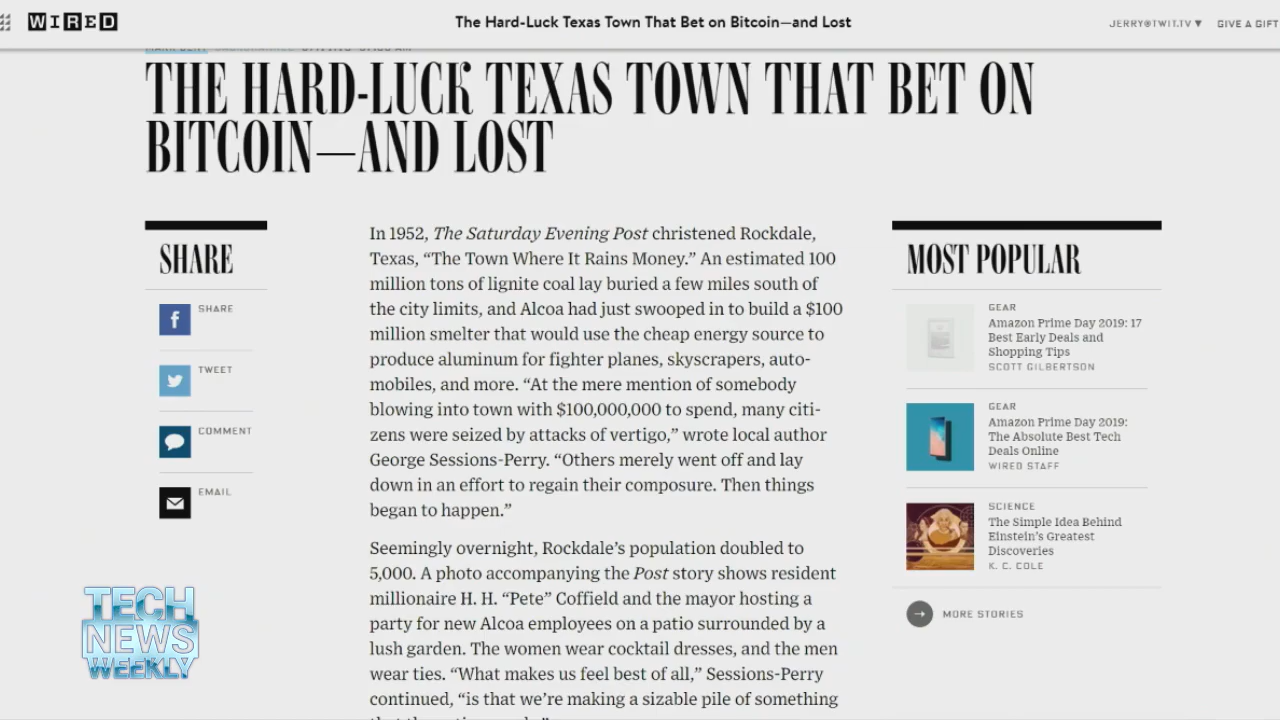 WIRED
The Hard-Luck Texas Town That Bet on Bitcoin—and Lost
JERRY@TWIT.TV ▼
GIVE A GIFT
THE HARD-LUCK TEXAS TOWN THAT BET ON
BITCOIN—AND LOST
SHARE
SHARE
TWEET
COMMENT
EMAIL
In 1952, The Saturday Evening Post christened Rockdale,
Texas, “The Town Where It Rains Money.” An estimated 100
million tons of lignite coal lay buried a few miles south of
the city limits, and Alcoa had just swooped in to build a $100
million smelter that would use the cheap energy source to
produce aluminum for fighter planes, skyscrapers, auto-
mobiles, and more. “At the mere mention of somebody
blowing into town with $100,000,000 to spend, many citi-
zens were seized by attacks of vertigo,” wrote local author
George Sessions-Perry. “Others merely went off and lay
down in an effort to regain their composure. Then things
began to happen.”
Seemingly overnight, Rockdale’s population doubled to
5,000. A photo accompanying the Post story shows resident
millionaire H. H. “Pete” Coffield and the mayor hosting a
party for new Alcoa employees on a patio surrounded by a
lush garden. The women wear cocktail dresses, and the men
wear ties. “What makes us feel best of all,” Sessions-Perry
continued, “is that we’re making a sizable pile of something
MOST POPULAR
GEAR
Amazon Prime Day 2019: 17
Best Early Deals and
Shopping Tips
SCOTT GILBERTSON
GEAR
Amazon Prime Day 2019:
The Absolute Best Tech
Deals Online
WIRED STAFF
SCIENCE
The Simple Idea Behind
Einstein’s Greatest
Discoveries
K. C. COLE
MORE STORIES
TECH
NEWS
WEEKLY